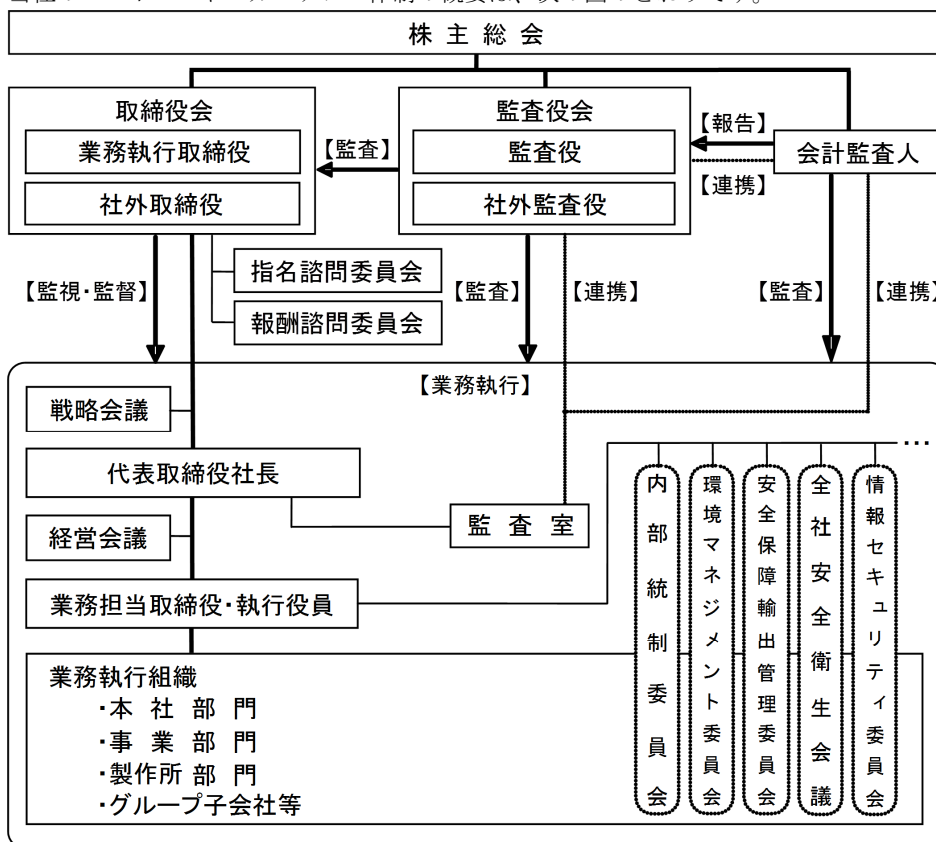 株主総会
取締役会
業務執行取締役
社外取締役
【監査】
監査役会
監査役
社外監査役
【報告】
【連携】
会計監査人
【監視・監督】
指名諮問委員会
報酬諮問委員会
【監査】
【連携】
【監査】
【連携】
【業務執行】
戦略会議
代表取締役社長
経営会議
監査室
業務担当取締役・執行役員
…
内部統制委員会
環境マネジメント委員会
安全保障輸出管理委員会
全社安全衛生会議
情報セキュリティ委員会
業務執行組織
・本社部門
・事業部門
・製作所部門
・グループ子会社等